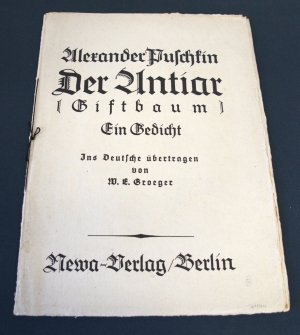 Alexander Puschkin
Der Antiar
[Giftbaum]
Ein Gedicht
Ins Deutsche übertragen
von
W. E. Groeger
Newa-Verlag/Berlin